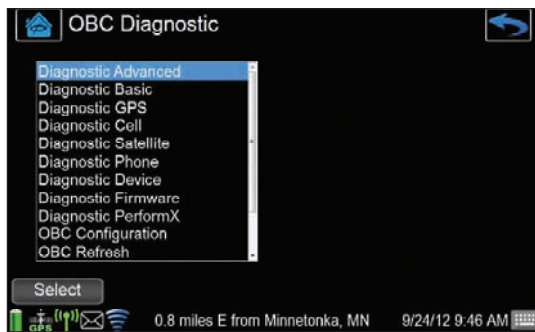 OBC Diagnostic
Diagnostic Advanced
Diagnostic Basic
Diagnostic GPS
Diagnostic Cell
Diagnostic Satellite
Diagnostic Phone
Diagnostic Device
Diagnostic Firmware
Diagnostic PerformX
OBC Configuration
OBC Refresh
Select
GPS 0.8 miles E from Minnetonka, MN 9/24/12 9:46 AM